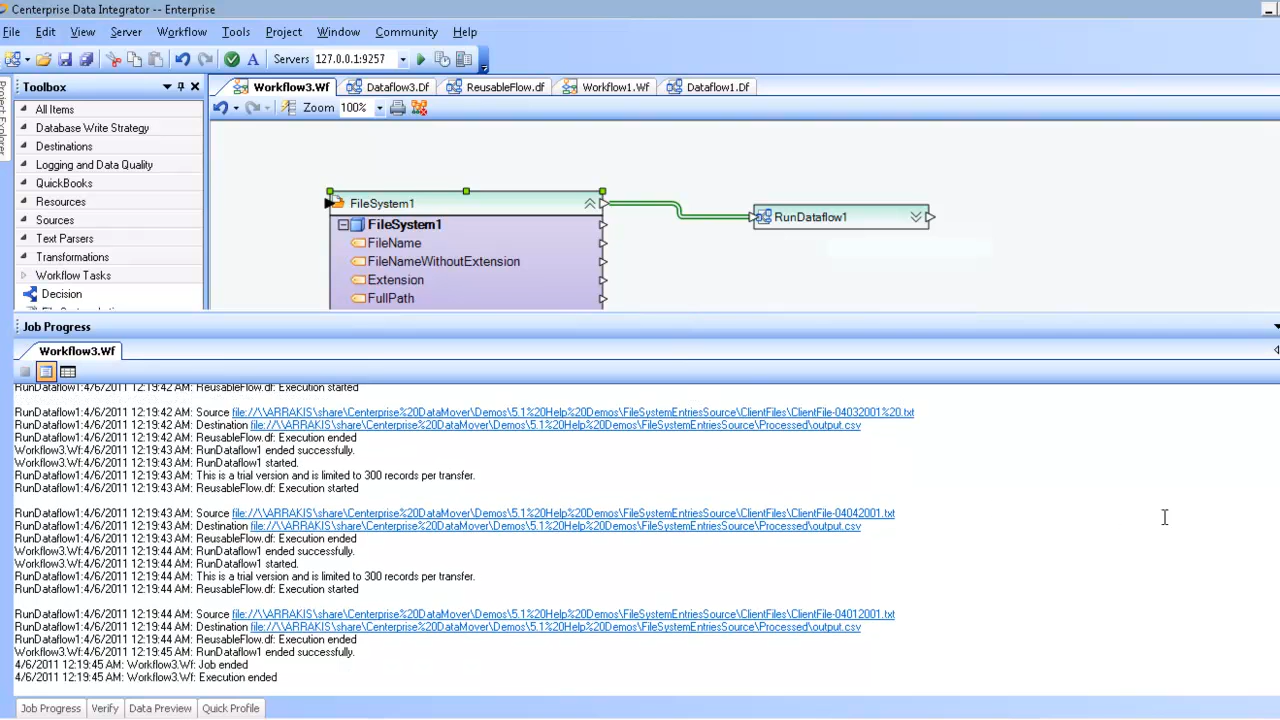 Centerprise Data Integrator -- Enterprise
File Edit View Server Workflow Tools Project Window Community Help
Servers 127.0.0.1:9257
Project Explorer
Toolbox
Workflow3.Wf Dataflow3.Df ReusableFlow.df Workflow1.Wf Dataflow1.Df
Zoom 100%
All Items
Database Write Strategy
Destinations
Logging and Data Quality
QuickBooks
Resources
Sources
Text Parsers
Transformations
Workflow Tasks
Decision
FileSystem1
FileSystem1
FileName
FileNameWithoutExtension
Extension
FullPath
RunDataflow1
Job Progress
Workflow3.Wf
RunDataflow1:4/6/2011 12:19:42 AM: ReusableFlow.df: Execution started
RunDataflow1:4/6/2011 12:19:42 AM: Source file://\\ARRAKIS\share\Centerprise%20DataMover\Demos\5.1%20Help%20Demos\FileSystemEntriesSource\ClientFiles\ClientFile-04032001%20.txt
RunDataflow1:4/6/2011 12:19:42 AM: Destination file://\\ARRAKIS\share\Centerprise%20DataMover\Demos\5.1%20Help%20Demos\FileSystemEntriesSource\Processed\output.csv
RunDataflow1:4/6/2011 12:19:42 AM: ReusableFlow.df: Execution ended
Workflow3.Wf:4/6/2011 12:19:43 AM: RunDataflow1 ended successfully.
Workflow3.Wf:4/6/2011 12:19:43 AM: RunDataflow1 started.
RunDataflow1:4/6/2011 12:19:43 AM: This is a trial version and is limited to 300 records per transfer.
RunDataflow1:4/6/2011 12:19:43 AM: ReusableFlow.df: Execution started
RunDataflow1:4/6/2011 12:19:43 AM: Source file://\\ARRAKIS\share\Centerprise%20DataMover\Demos\5.1%20Help%20Demos\FileSystemEntriesSource\ClientFiles\ClientFile-04042001.txt
RunDataflow1:4/6/2011 12:19:43 AM: Destination file://\\ARRAKIS\share\Centerprise%20DataMover\Demos\5.1%20Help%20Demos\FileSystemEntriesSource\Processed\output.csv
RunDataflow1:4/6/2011 12:19:43 AM: ReusableFlow.df: Execution ended
Workflow3.Wf:4/6/2011 12:19:44 AM: RunDataflow1 ended successfully.
Workflow3.Wf:4/6/2011 12:19:44 AM: RunDataflow1 started.
RunDataflow1:4/6/2011 12:19:44 AM: This is a trial version and is limited to 300 records per transfer.
RunDataflow1:4/6/2011 12:19:44 AM: ReusableFlow.df: Execution started
RunDataflow1:4/6/2011 12:19:44 AM: Source file://\\ARRAKIS\share\Centerprise%20DataMover\Demos\5.1%20Help%20Demos\FileSystemEntriesSource\ClientFiles\ClientFile-04012001.txt
RunDataflow1:4/6/2011 12:19:44 AM: Destination file://\\ARRAKIS\share\Centerprise%20DataMover\Demos\5.1%20Help%20Demos\FileSystemEntriesSource\Processed\output.csv
RunDataflow1:4/6/2011 12:19:44 AM: ReusableFlow.df: Execution ended
Workflow3.Wf:4/6/2011 12:19:45 AM: RunDataflow1 ended successfully.
4/6/2011 12:19:45 AM: Workflow3.Wf: Job ended
4/6/2011 12:19:45 AM: Workflow3.Wf: Execution ended
Job Progress Verify Data Preview Quick Profile